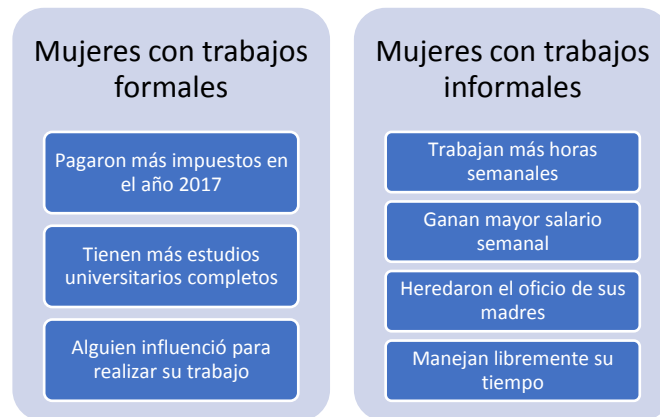 Mujeres con trabajos
formales
Pagaron más impuestos en
el año 2017
Tienen más estudios
universitarios completos
Alguien influenció para
realizar su trabajo
Mujeres con trabajos
informales
Trabajan más horas
semanales
Ganan mayor salario
semanal
Heredaron el oficio de sus
madres
Manejan libremente su
tiempo